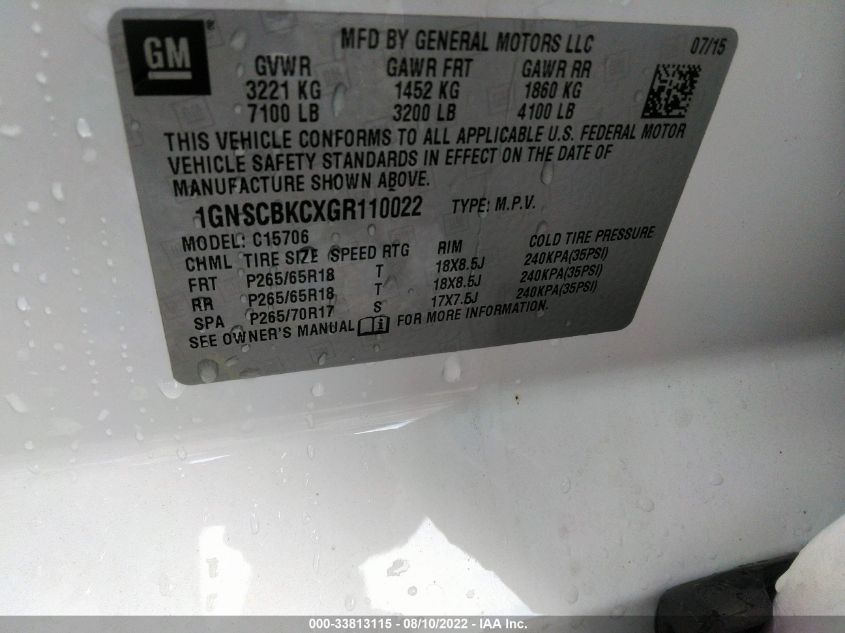 GM
MFD BY GENERAL MOTORS LLC 07/15
GVWR GAWR FRT GAWR RR
3221 KG 1452 KG 1860 KG
7100 LB 3200 LB 4100 LB
THIS VEHICLE CONFORMS TO ALL APPLICABLE U.S. FEDERAL MOTOR
VEHICLE SAFETY STANDARDS IN EFFECT ON THE DATE OF
MANUFACTURE SHOWN ABOVE.
1GNSCBKCXGR110022 TYPE: M.P.V.
MODEL: C15706
CHML TIRE SIZE SPEED RTG RIM COLD TIRE PRESSURE
FRT P265/65R18 T 18X8.5J 240KPA(35PSI)
RR P265/65R18 T 18X8.5J 240KPA(35PSI)
SPA P265/70R17 S 17X7.5J 240KPA(35PSI)
SEE OWNER'S MANUAL FOR MORE INFORMATION.
000-33813115 - 08/10/2022 - IAA Inc.